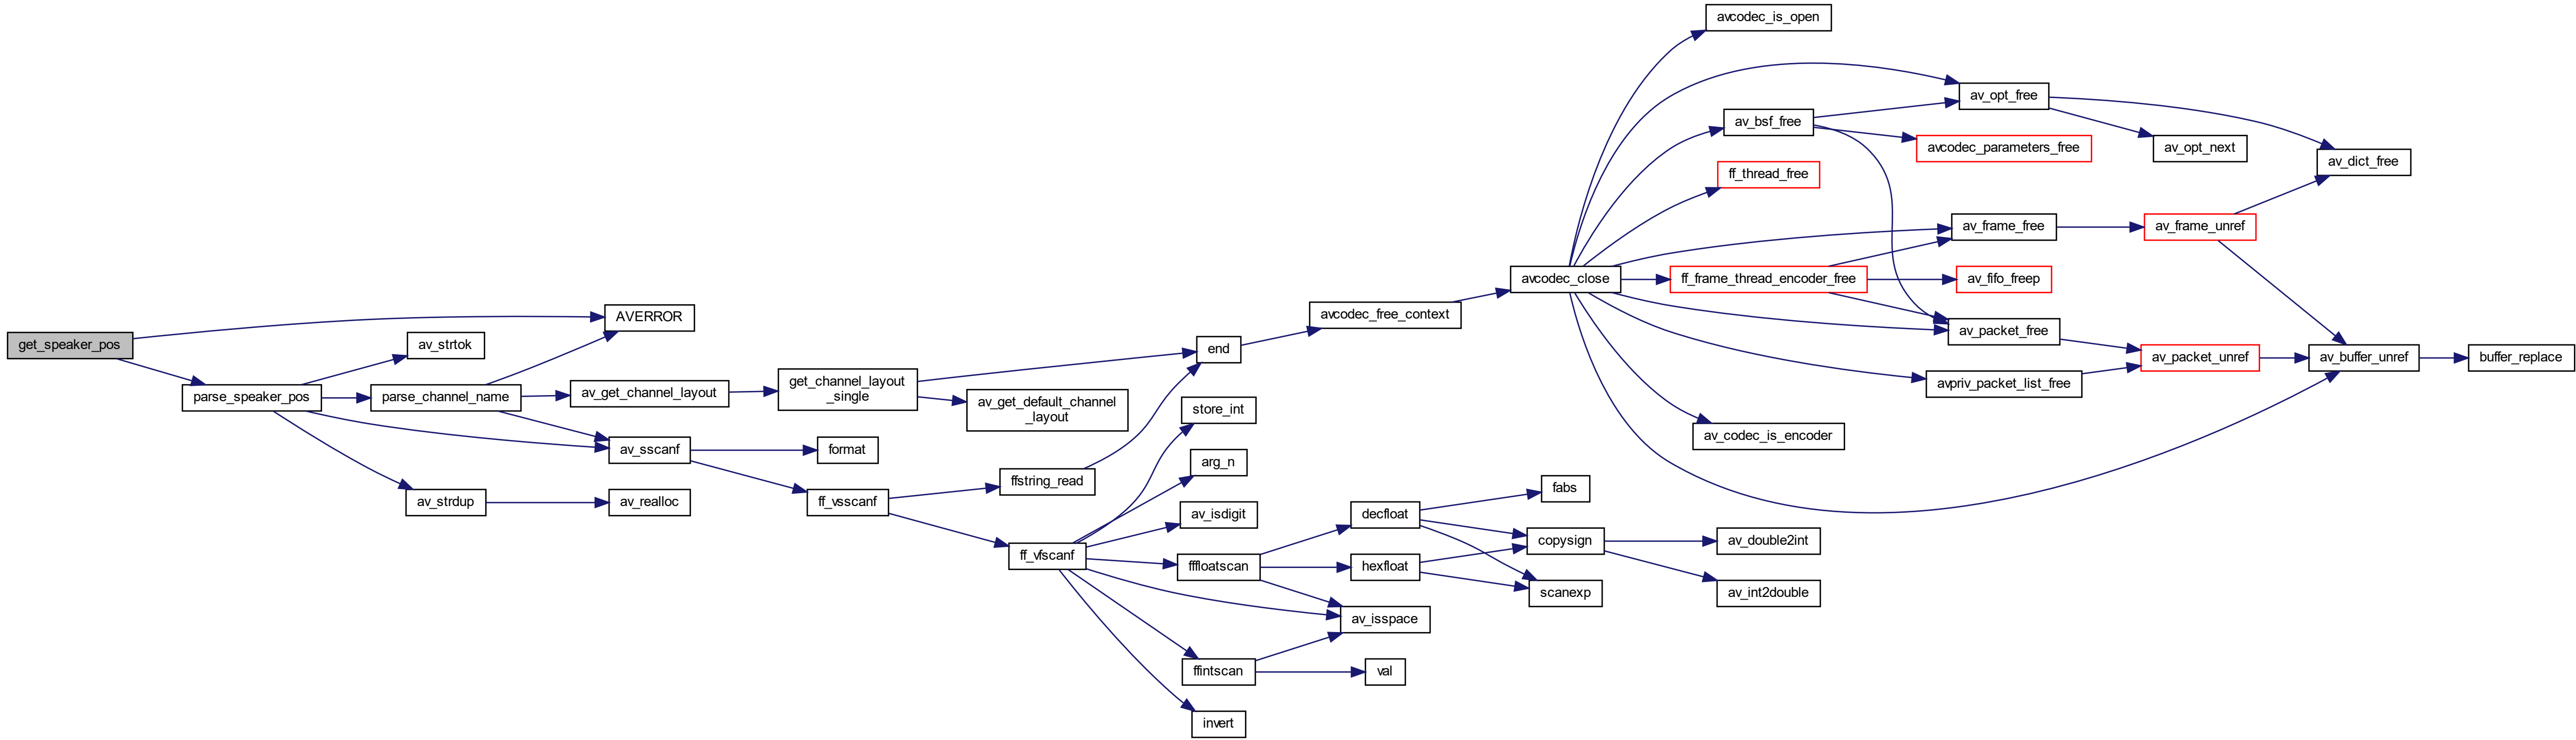 get_speaker_pos
parse_speaker_pos
AVERROR
av_strtok
parse_channel_name
av_strdup
av_get_channel_layout
av_sscanf
av_realloc
get_channel_layout
_single
format
ff_vsscanf
end
av_get_default_channel
_layout
ffstring_read
ff_vfscanf
store_int
arg_n
av_isdigit
fffloatscan
ffintscan
invert
avcodec_free_context
decfloat
hexfloat
av_isspace
val
avcodec_close
fabs
copysign
scanexp
avcodec_is_open
av_bsf_free
ff_thread_free
ff_frame_thread_encoder_free
av_codec_is_encoder
av_double2int
av_int2double
av_opt_free
avcodec_parameters_free
av_frame_free
av_fifo_freep
av_packet_free
avpriv_packet_list_free
av_opt_next
av_frame_unref
av_packet_unref
av_dict_free
av_buffer_unref
buffer_replace